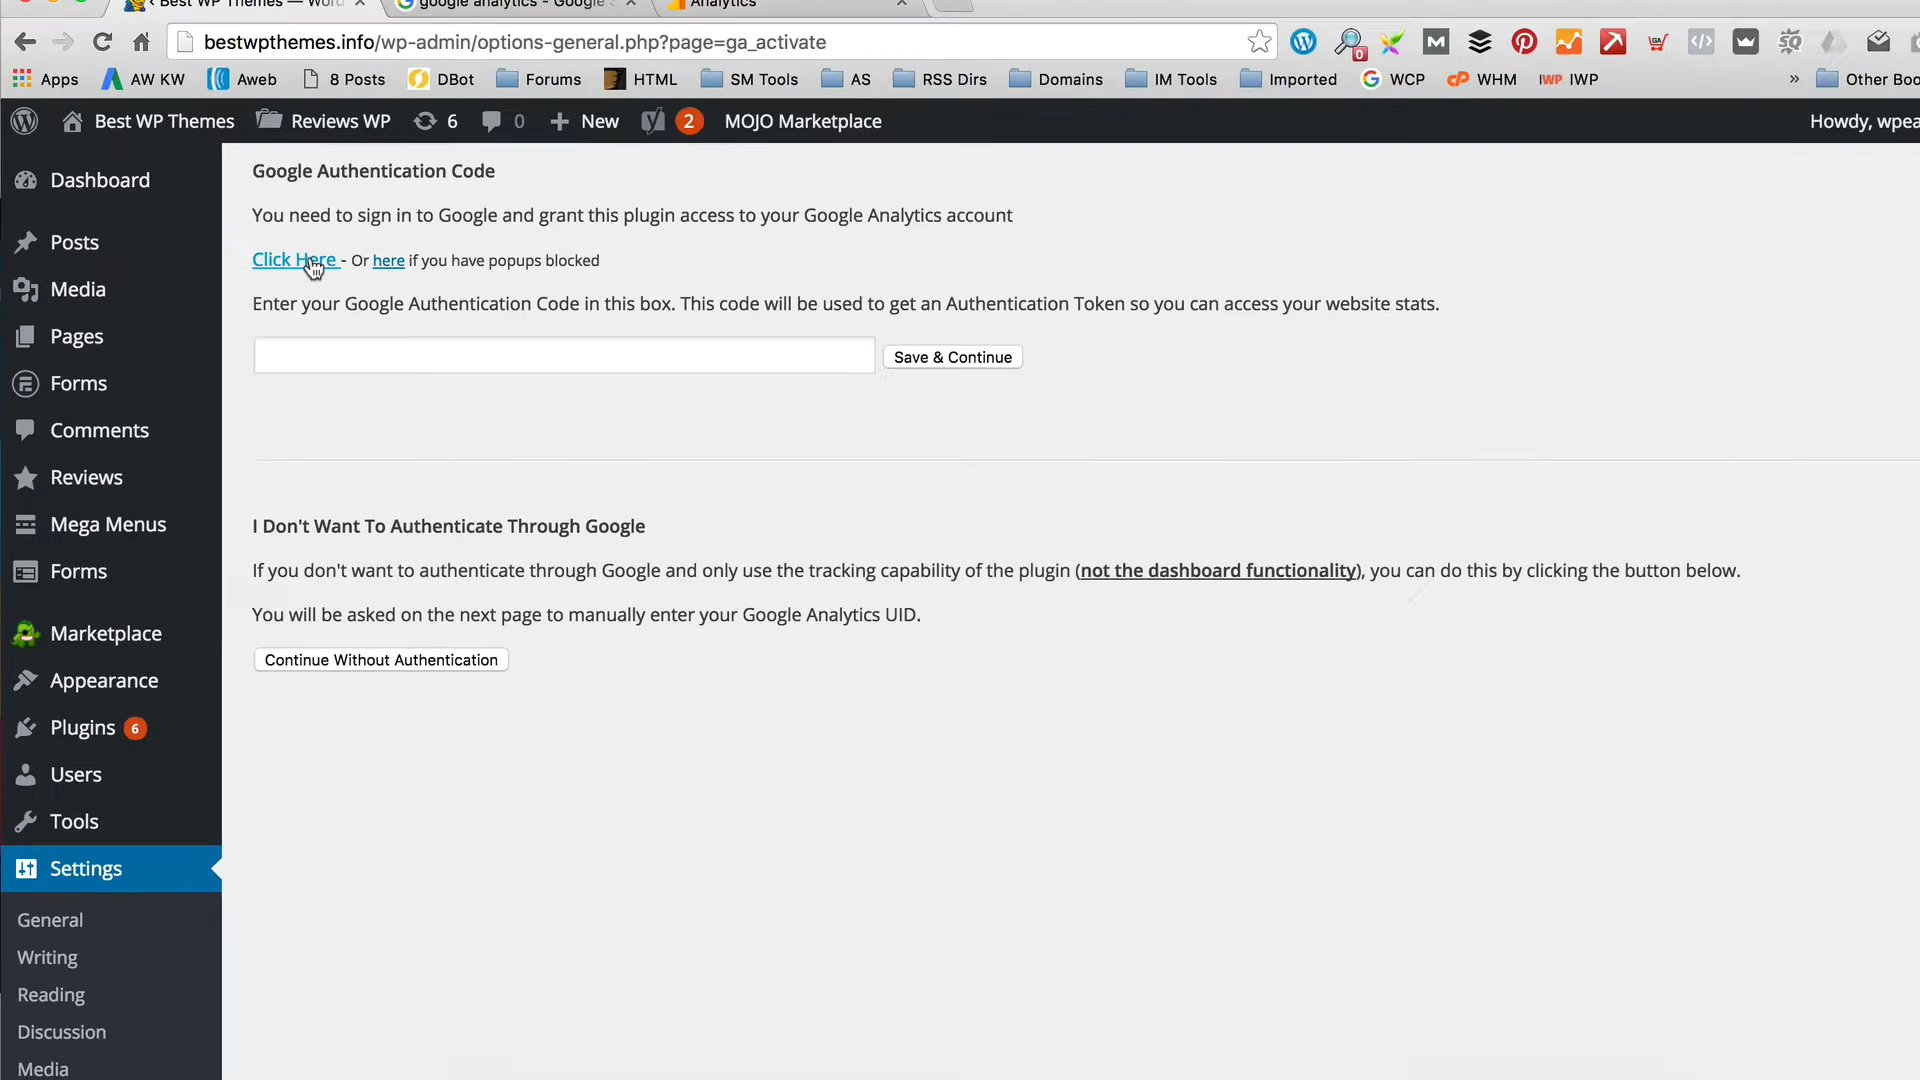 Best WP Themes — Word
google analytics - Google S
Analytics
bestwpthemes.info/wp-admin/options-general.php?page=ga_activate
0
Apps AW KW Aweb 8 Posts DBot Forums HTML SM Tools AS RSS Dirs Domains IM Tools Imported WCP WHM IWP IWP » Other Boo
Best WP Themes Reviews WP 6 0 New 2 MOJO Marketplace Howdy, wpea
Dashboard
Posts
Media
Pages
Forms
Comments
Reviews
Mega Menus
Forms
Marketplace
Appearance
Plugins 6
Users
Tools
Settings
General
Writing
Reading
Discussion
Media
Google Authentication Code
You need to sign in to Google and grant this plugin access to your Google Analytics account
Click Here - Or here if you have popups blocked
Enter your Google Authentication Code in this box. This code will be used to get an Authentication Token so you can access your website stats.
Save & Continue
I Don't Want To Authenticate Through Google
If you don't want to authenticate through Google and only use the tracking capability of the plugin (not the dashboard functionality), you can do this by clicking the button below.
You will be asked on the next page to manually enter your Google Analytics UID.
Continue Without Authentication